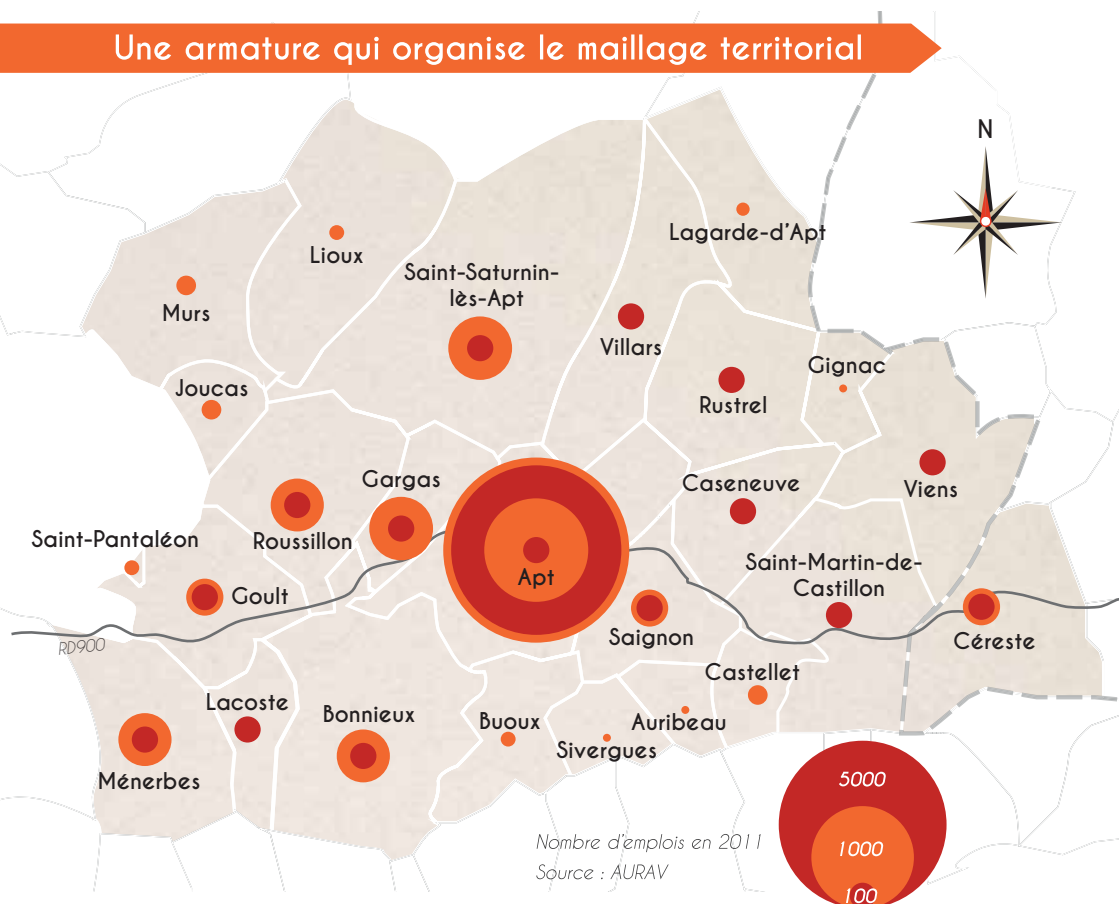 Une armature qui organise le maillage territorial
N
Lagarde-d'Apt
Lioux
Saint-Saturnin-
lès-Apt
Murs
Villars
Gignac
Joucas
Rustrel
Gargas
Caseneuve
Viens
Saint-Pantaléon
Roussillon
Saint-Martin-de-
Castillon
Apt
Goult
Saignon
Céreste
RD900
Castellet
Lacoste
Bonnieux
Buoux
Auribeau
Sivergues
Ménerbes
5000
1000
100
Nombre d'emplois en 2011
Source : AURAV